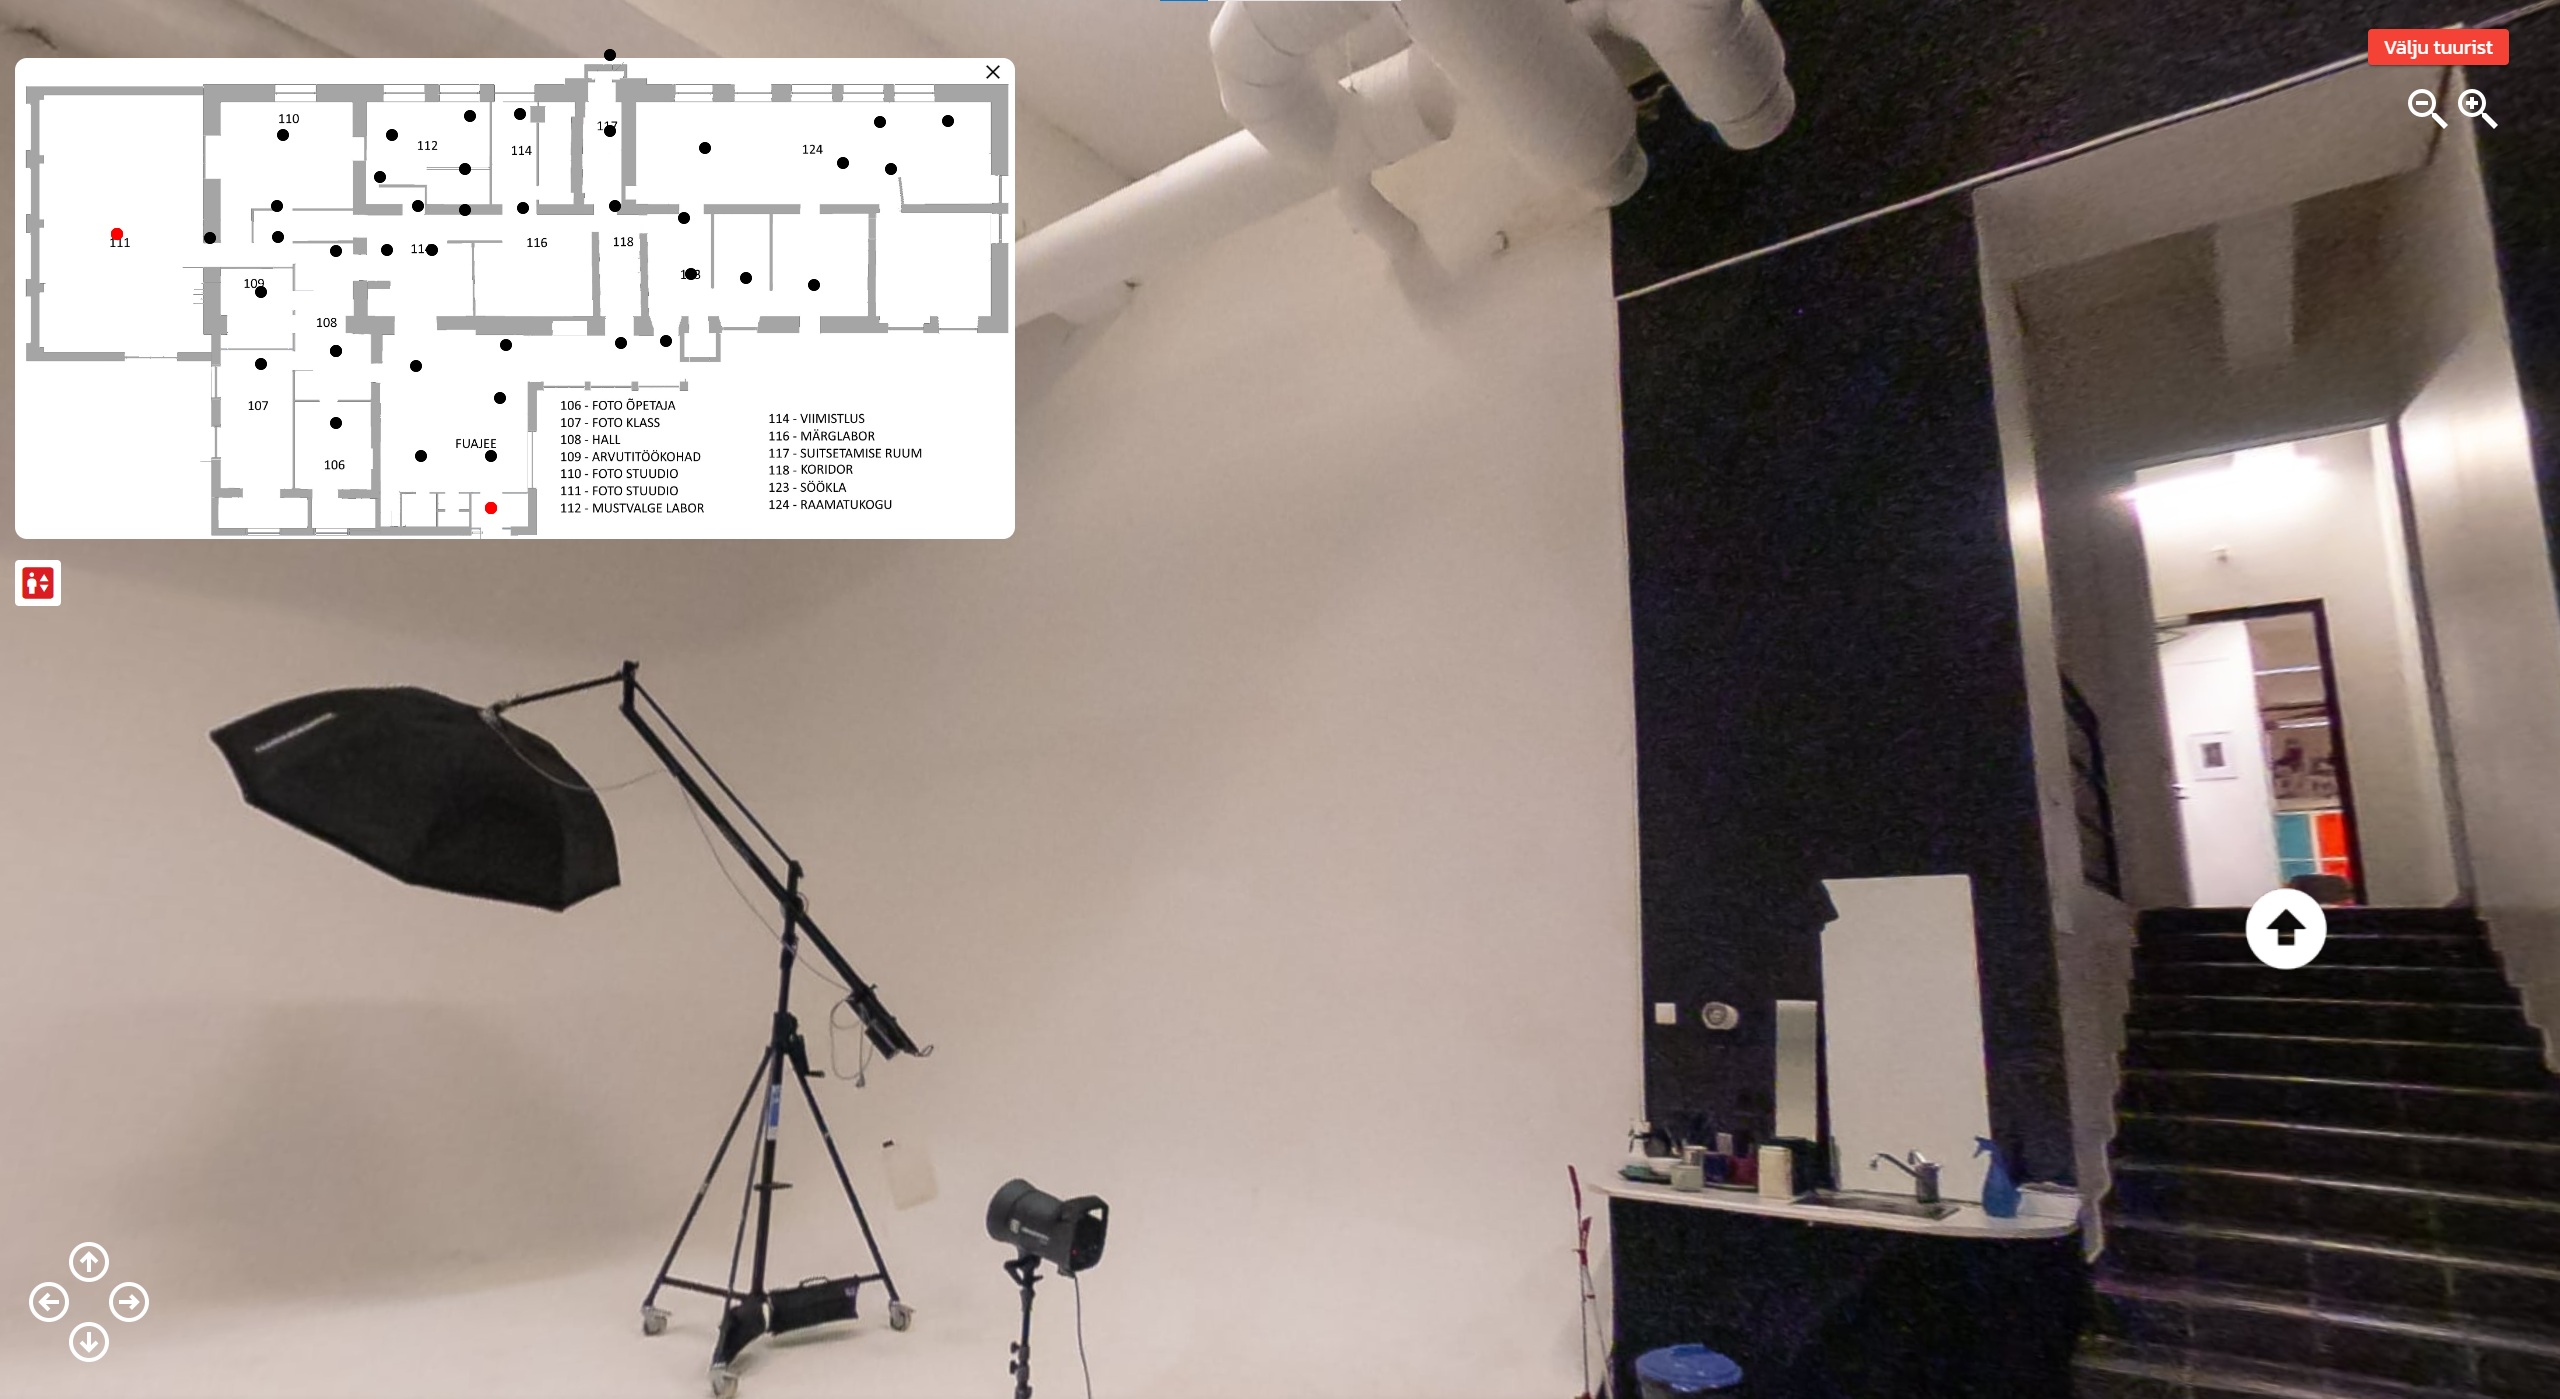 Välju tuurist
110
112
114
117
124
111
114
116
118
109
108
107
106
FUAJEE
106 - FOTO ÕPETAJA
107 - FOTO KLASS
108 - HALL
109 - ARVUTITÖÖKOHAD
110 - FOTO STUUDIO
111 - FOTO STUUDIO
112 - MUSTVALGE LABOR
114 - VIIMISTLUS
116 - MÄRGLABOR
117 - SUITSETAMISE RUUM
118 - KORIDOR
123 - SÖÖKLA
124 - RAAMATUKOGU